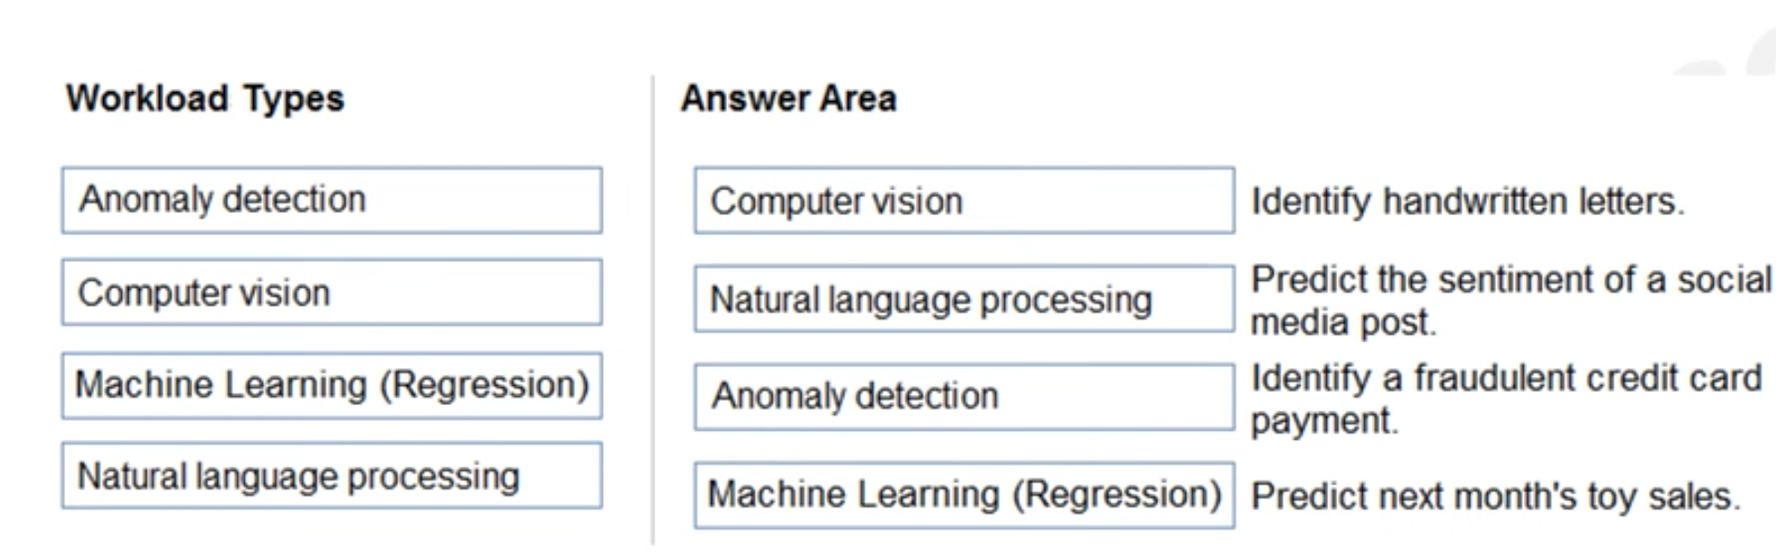 Workload Types
Anomaly detection
Computer vision
Machine Learning (Regression)
Natural language processing
Answer Area
Computer vision
Identify handwritten letters.
Natural language processing
Predict the sentiment of a social
media post.
Anomaly detection
Identify a fraudulent credit card
payment.
Machine Learning (Regression)
Predict next month's toy sales.